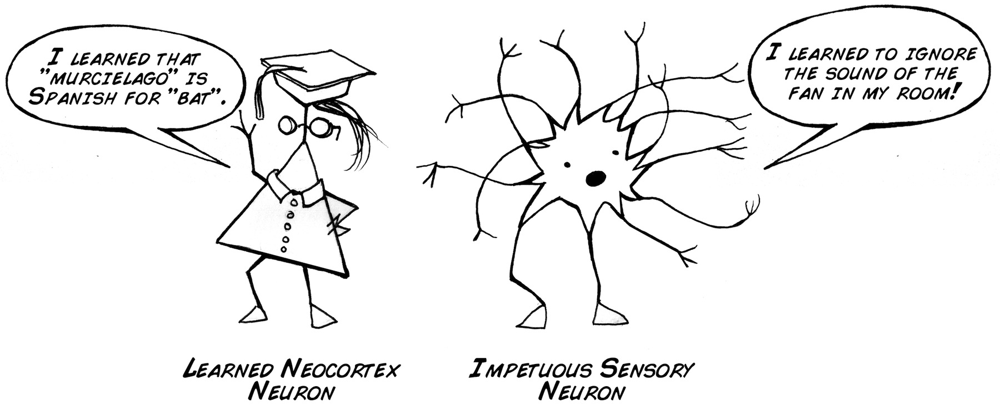 I LEARNED THAT
"MURCIELAGO" IS
SPANISH FOR "BAT".
I LEARNED TO IGNORE
THE SOUND OF THE
FAN IN MY ROOM!
LEARNED NEOCORTEX
NEURON
IMPETUOUS SENSORY
NEURON